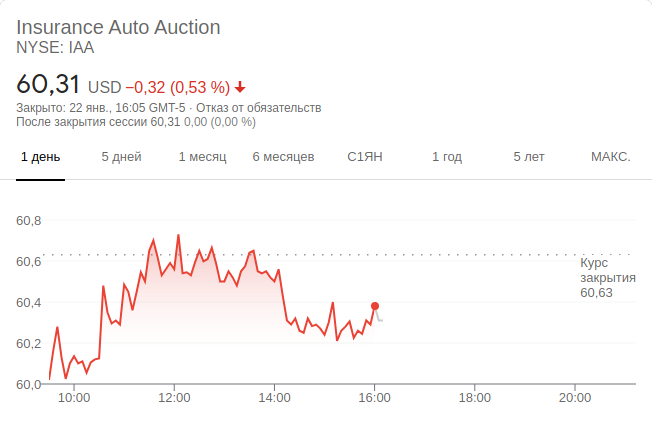 Insurance Auto Auction
NYSE: IAA
60,31 USD −0,32 (0,53 %)
Закрыто: 22 янв., 16:05 GMT-5 · Отказ от обязательств
После закрытия сессии 60,31 0,00 (0,00 %)
1 день 5 дней 1 месяц 6 месяцев С1ЯН 1 год 5 лет МАКС.
60,8
60,6
60,4
60,2
60,0
Курс
закрытия
60,63
10:00 12:00 14:00 16:00 18:00 20:00